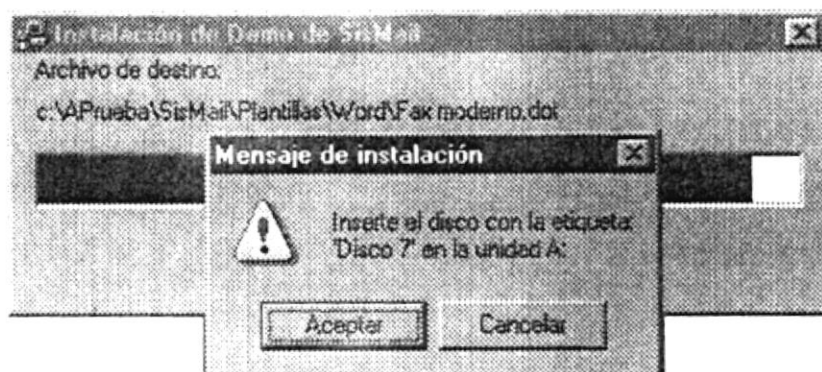 Instalación de Demo de SisMail
Archivo de destino:
c:\APrueba\SisMail\Plantillas\Word\Fax moderno.dot
Mensaje de instalación
Inserte el disco con la etiqueta:
'Disco 7' en la unidad A:
Aceptar
Cancelar